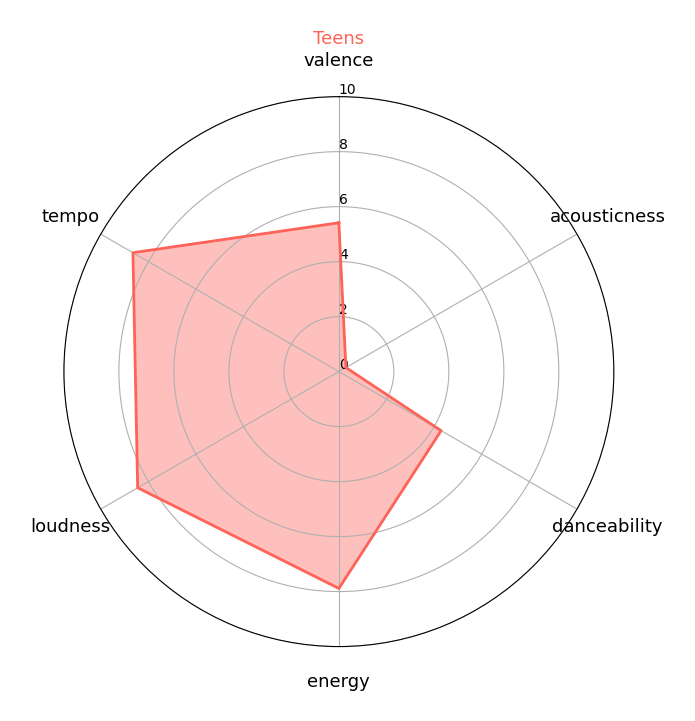 Teens
valence
10
8
tempo
acousticness
6
4
2
0
loudness
danceability
energy